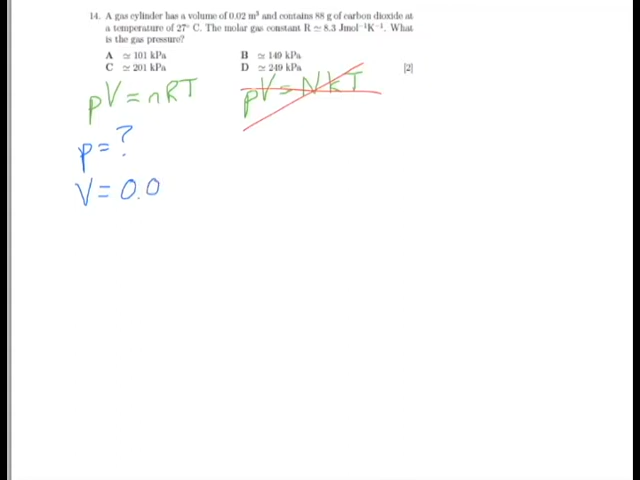 14. A gas cylinder has a volume of 0.02 m³ and contains 88 g of carbon dioxide at
a temperature of 27° C. The molar gas constant R ≃ 8.3 Jmol⁻¹K⁻¹. What
is the gas pressure?
A ≃ 101 kPa B ≃ 149 kPa
C ≃ 201 kPa D ≃ 249 kPa [2]
pV = nRT pV = NkT
p = ?
V = 0.0